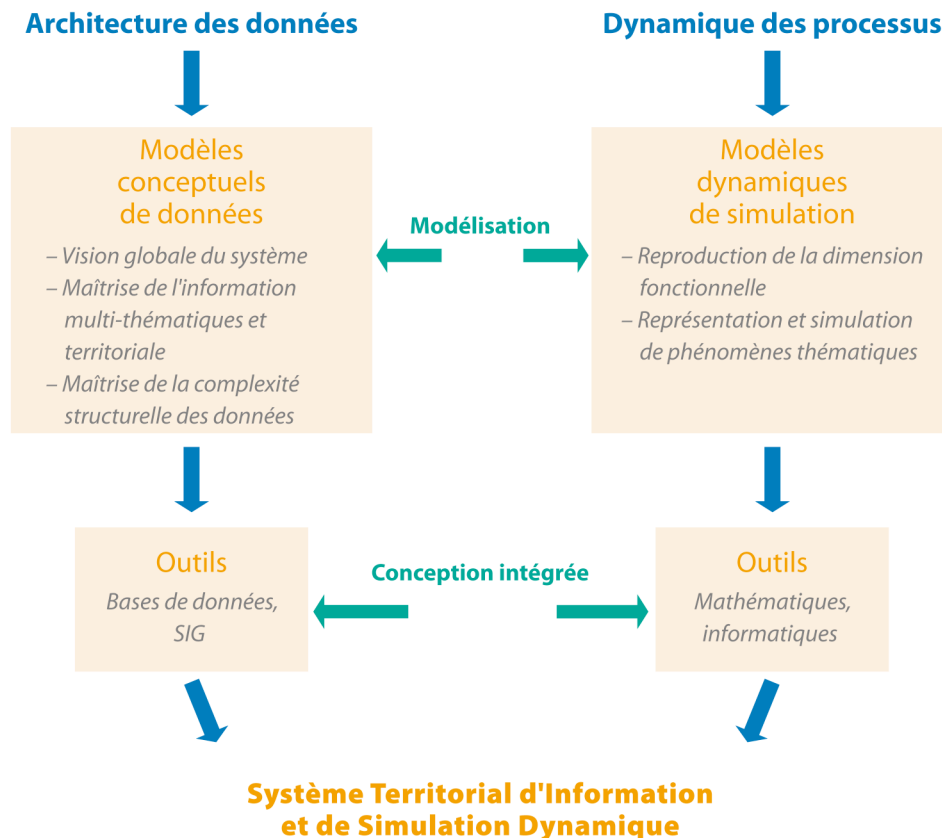 Architecture des données
Dynamique des processus
Modèles
conceptuels
de données
– Vision globale du système
– Maîtrise de l'information
multi-thématiques et
territoriale
– Maîtrise de la complexité
structurelle des données
Modélisation
Modèles
dynamiques
de simulation
– Reproduction de la dimension
fonctionnelle
– Représentation et simulation
de phénomènes thématiques
Outils
Bases de données,
SIG
Conception intégrée
Outils
Mathématiques,
informatiques
Système Territorial d'Information
et de Simulation Dynamique